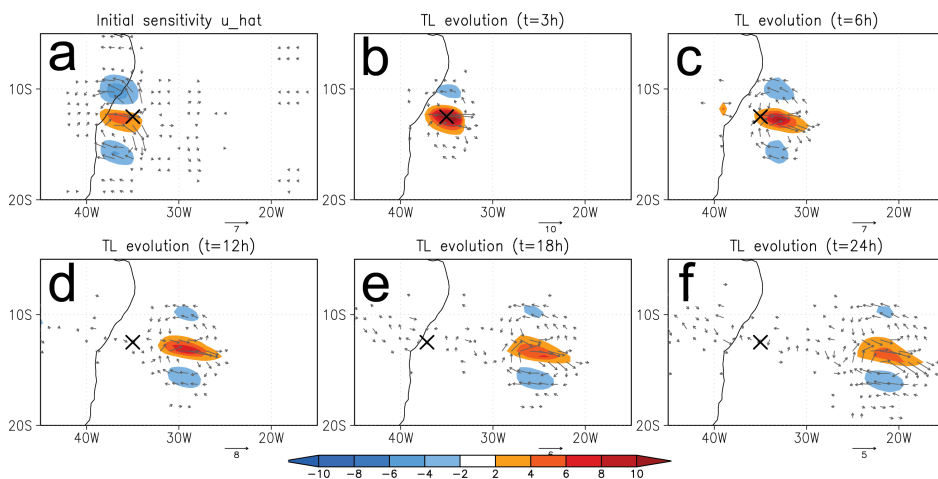 Initial sensitivity u_hat
TL evolution (t=3h)
TL evolution (t=6h)
a
b
c
10S
20S
40W 30W 20W
7
10S
20S
40W 30W 20W
10
10S
20S
40W 30W 20W
7
TL evolution (t=12h)
TL evolution (t=18h)
TL evolution (t=24h)
d
e
f
10S
20S
40W 30W 20W
8
10S
20S
40W 30W 20W
6
10S
20S
40W 30W 20W
5
−10 −8 −6 −4 −2 2 4 6 8 10